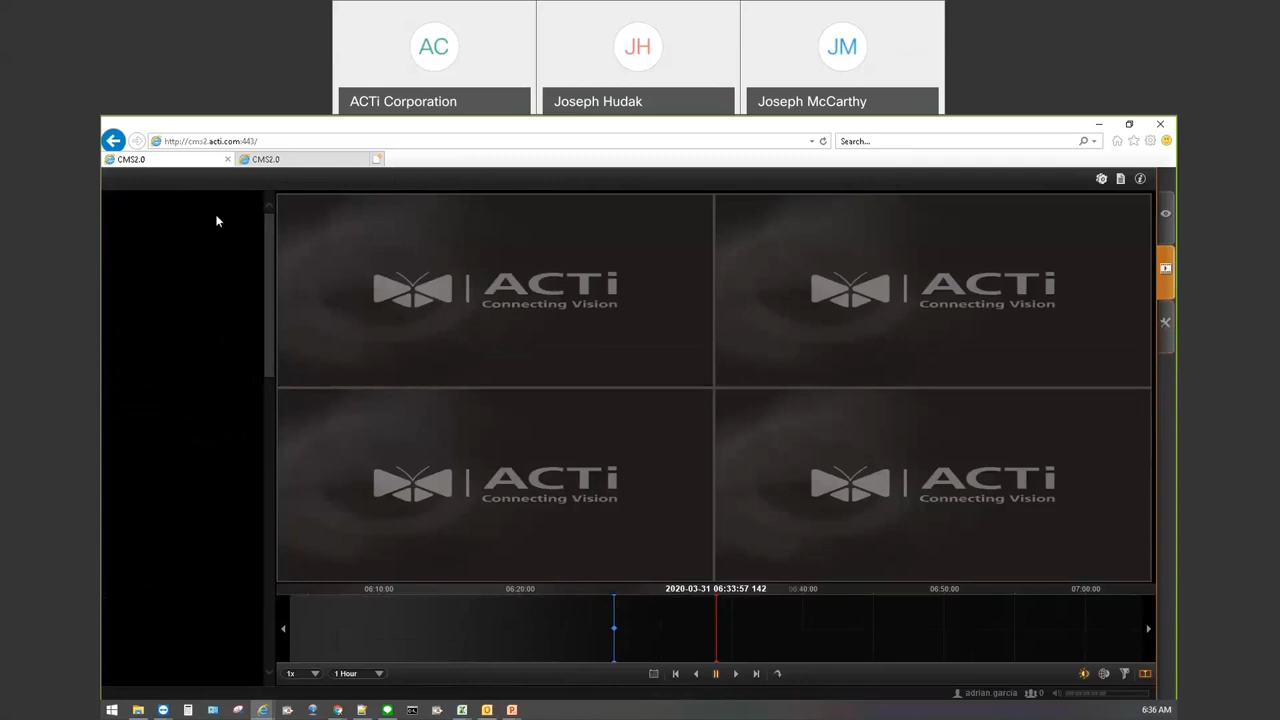 AC
JH
JM
ACTi Corporation
Joseph Hudak
Joseph McCarthy
http://cms2.acti.com:443/
Search...
CMS2.0
CMS2.0
ACTi
Connecting Vision
ACTi
Connecting Vision
ACTi
Connecting Vision
ACTi
Connecting Vision
06:10:00
06:20:00
2020-03-31 06:33:57 142
06:40:00
06:50:00
07:00:00
1x
1 Hour
adrian.garcia
0
6:36 AM